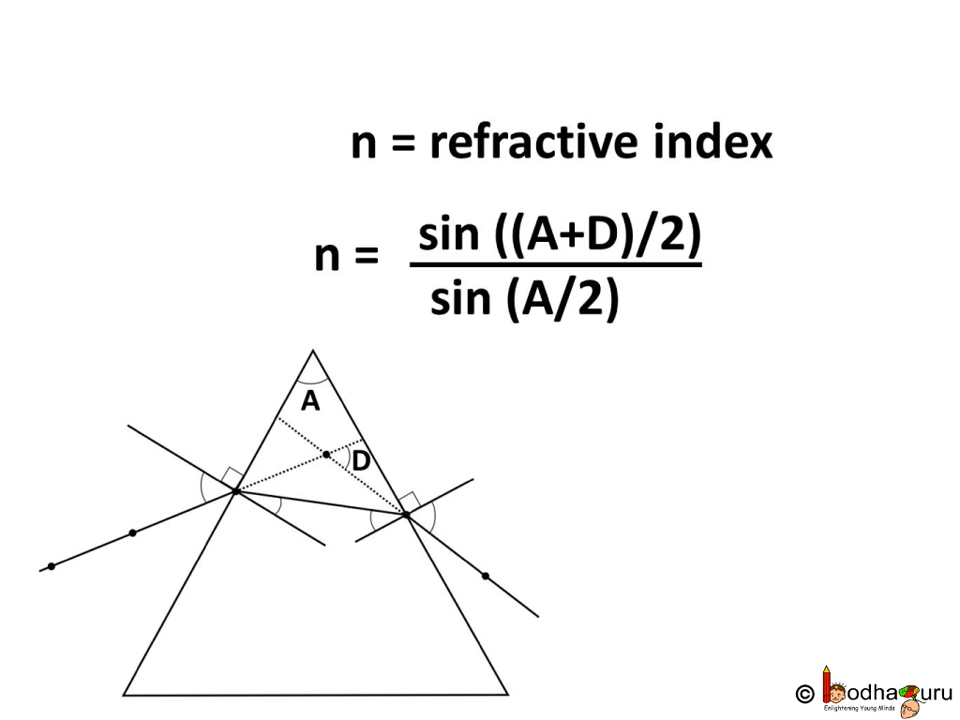 n = refractive index
n = sin ((A+D)/2)
sin (A/2)
A
D
© bodhaguru
Enlightening Young Minds